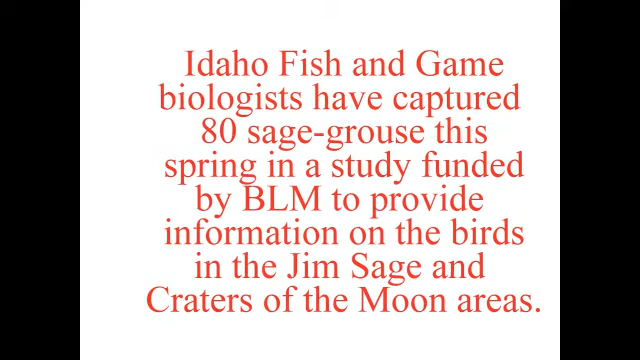 Idaho Fish and Game
biologists have captured
80 sage-grouse this
spring in a study funded
by BLM to provide
information on the birds
in the Jim Sage and
Craters of the Moon areas.